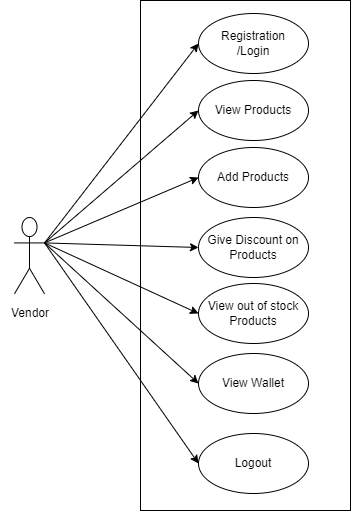 Registration
/Login
View Products
Add Products
Give Discount on
Products
View out of stock
Products
View Wallet
Logout
Vendor